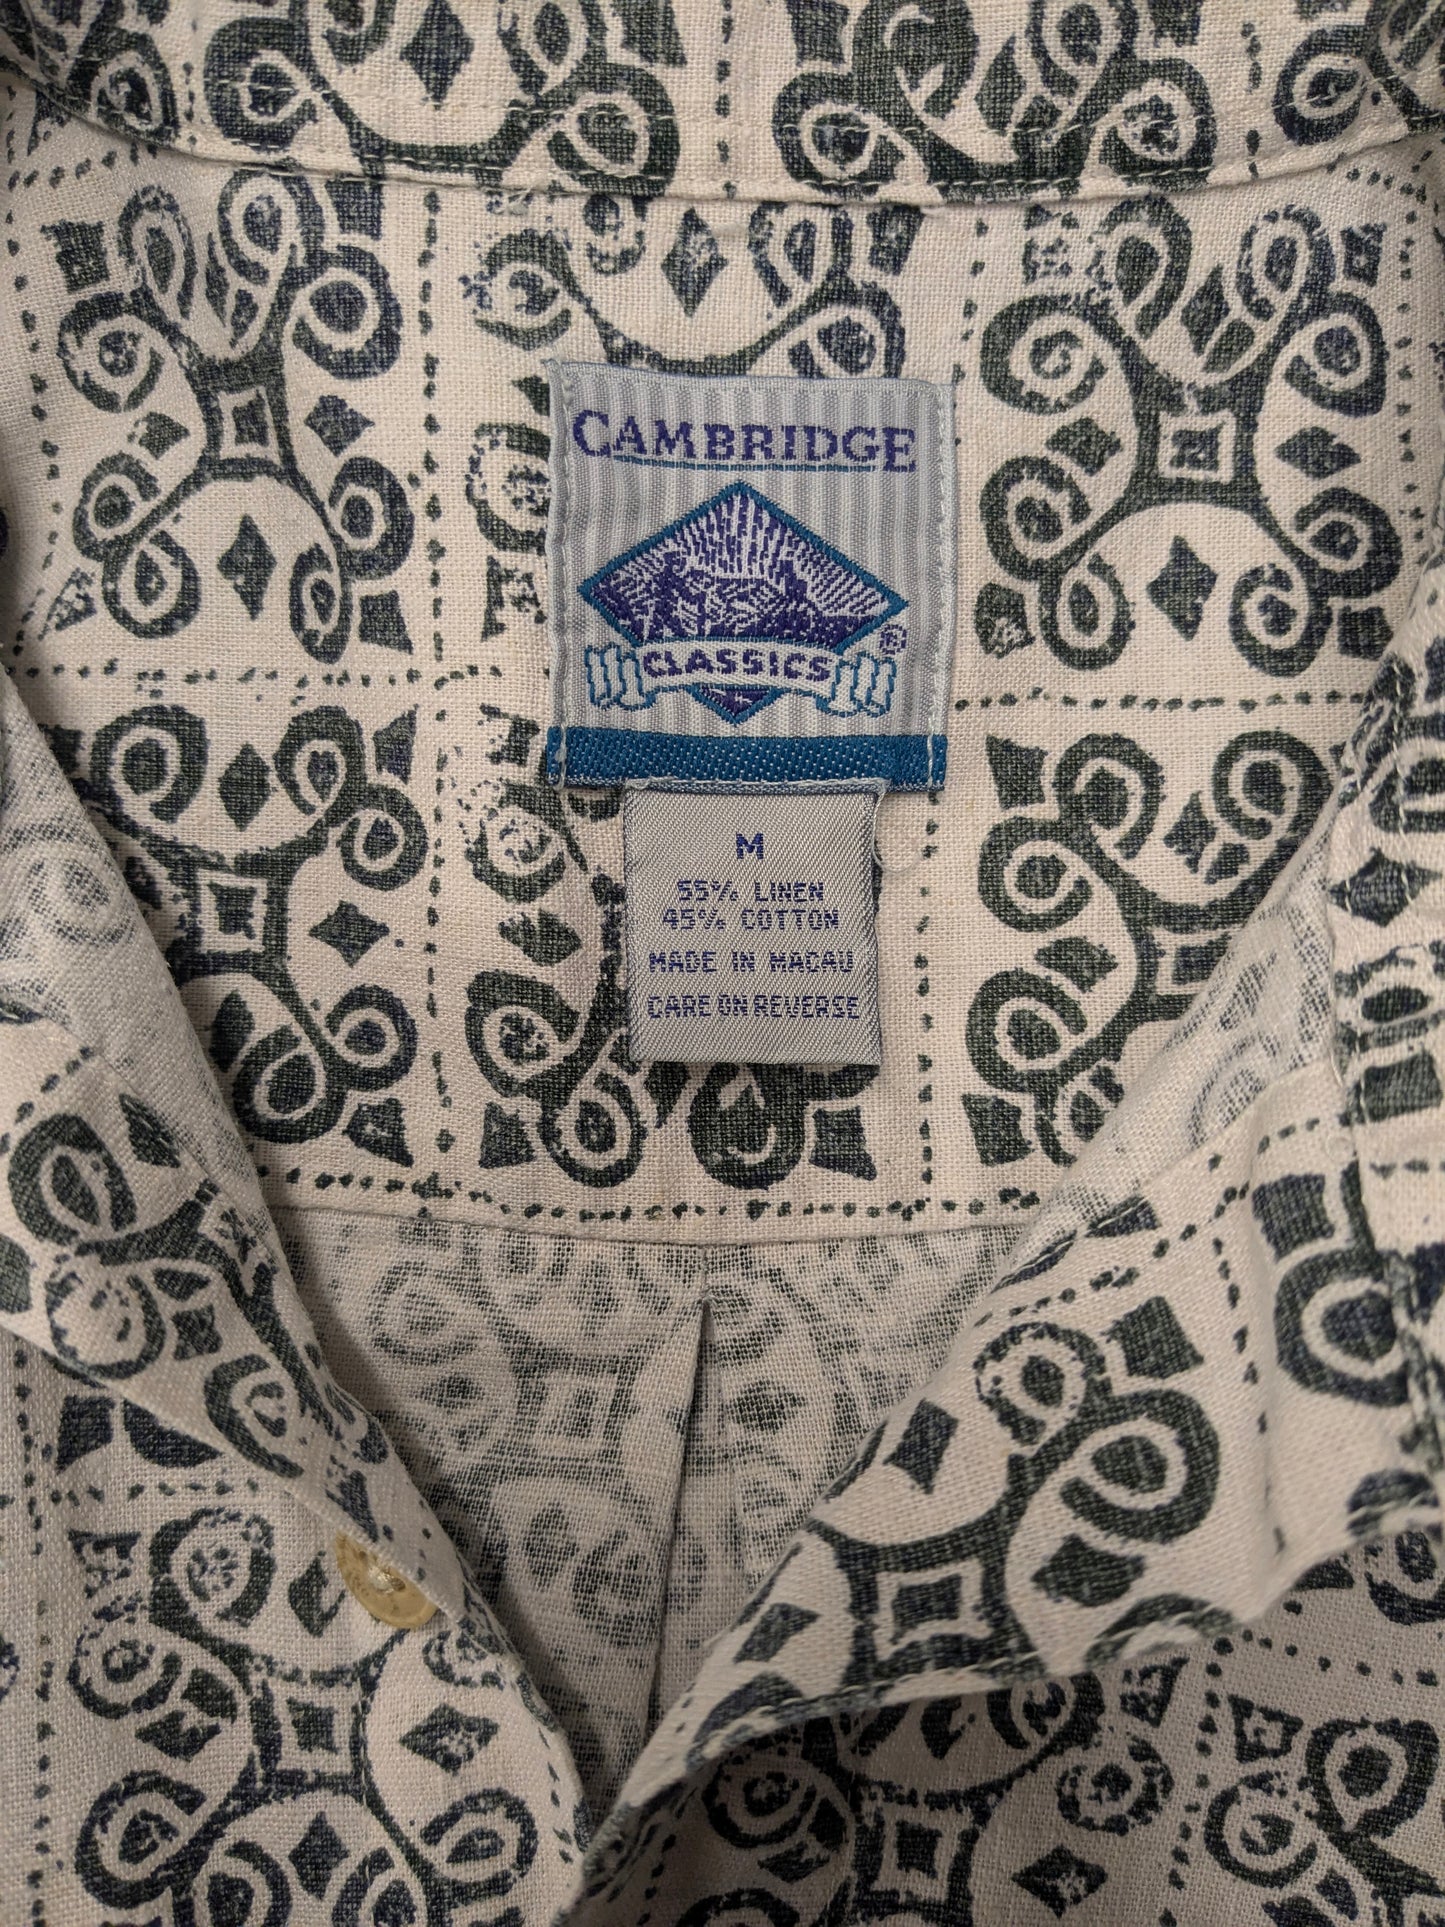 CAMBRIDGE
CLASSICS®
M
55% LINEN
45% COTTON
MADE IN MACAU
CARE ON REVERSE